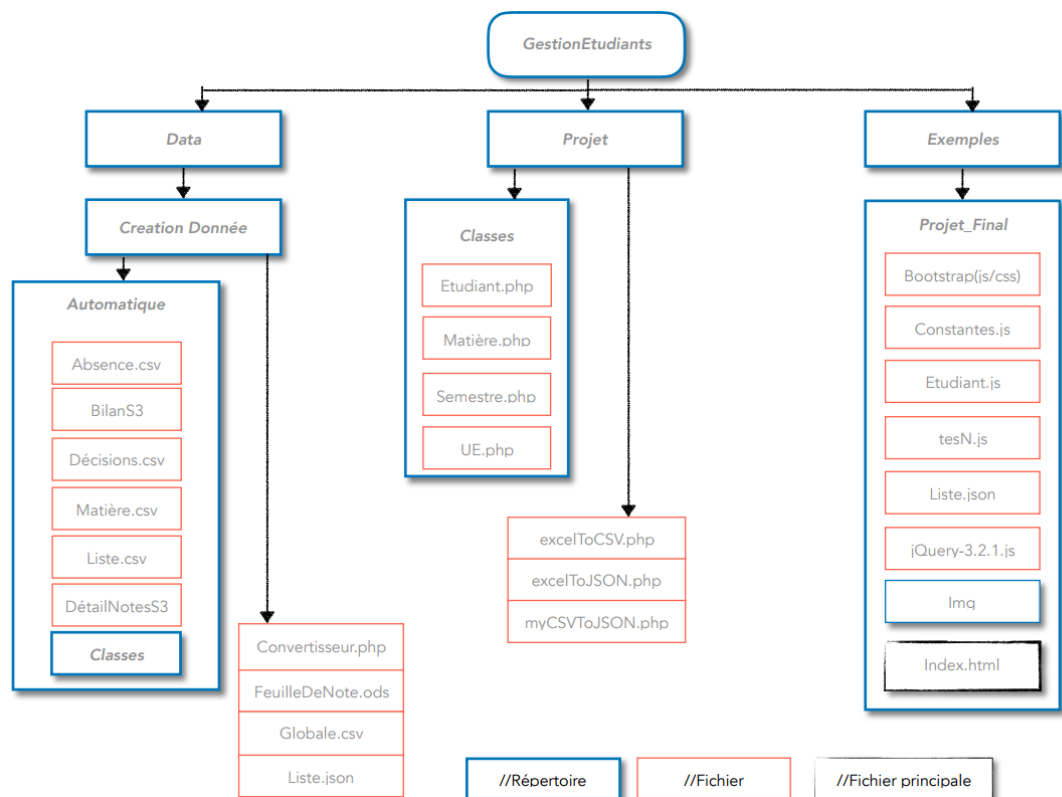 GestionEtudiants
Data
Projet
Exemples
Creation Donnée
Classes
Projet_Final
Automatique
Absence.csv
BilanS3
Décisions.csv
Matière.csv
Liste.csv
DétailNotesS3
Classes
Convertisseur.php
FeuilleDeNote.ods
Globale.csv
Liste.json
Etudiant.php
Matière.php
Semestre.php
UE.php
excelToCSV.php
excelToJSON.php
myCSVToJSON.php
Bootstrap(js/css)
Constantes.js
Etudiant.js
tesN.js
Liste.json
jQuery-3.2.1.js
Img
Index.html
//Répertoire
//Fichier
//Fichier principale